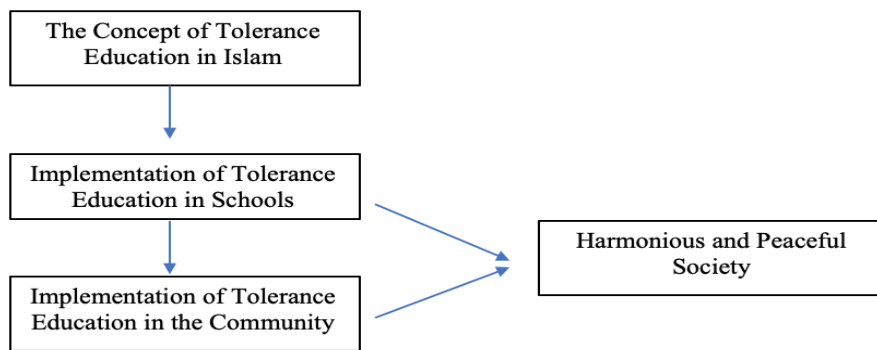 The Concept of Tolerance
Education in Islam
Implementation of Tolerance
Education in Schools
Harmonious and Peaceful
Society
Implementation of Tolerance
Education in the Community